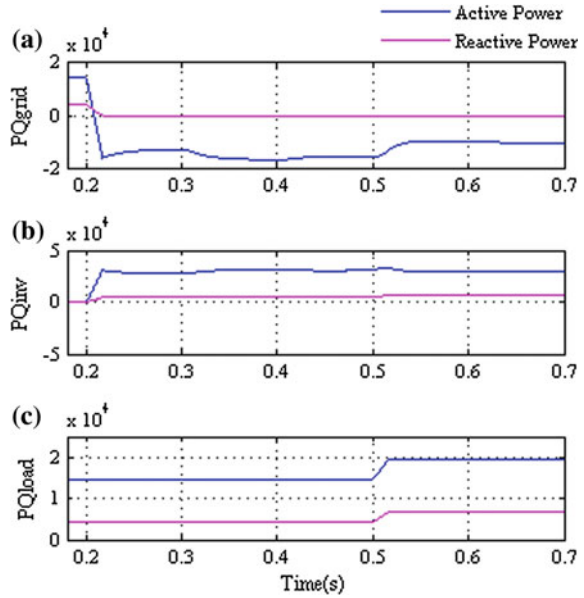 Active Power
Reactive Power
(a)
x 10⁴
PQgrid
2
0
-2
0.2 0.3 0.4 0.5 0.6 0.7
(b)
x 10⁴
PQinv
5
0
-5
0.2 0.3 0.4 0.5 0.6 0.7
(c)
x 10⁴
PQload
2
1
0
0.2 0.3 0.4 0.5 0.6 0.7
Time(s)